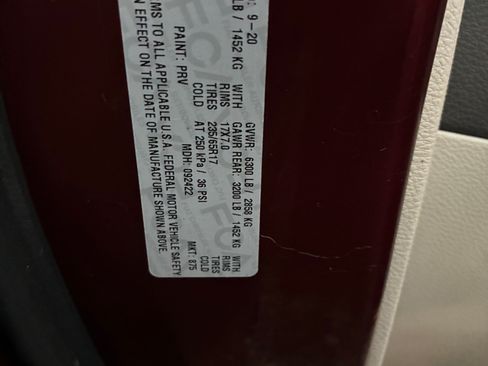 9-20 GVWR: 6300 LB / 2858 KG
LB / 1452 KG WITH GAWR REAR: 3200 LB / 1452 KG WITH
RIMS 17X7.0 RIMS
TIRES 235/65R17 TIRES
COLD AT 250 kPa / 36 PSI COLD
PAINT: PRV MDH: 092422 MKT: 875
MS TO ALL APPLICABLE U.S.A. FEDERAL MOTOR VEHICLE SAFETY
N EFFECT ON THE DATE OF MANUFACTURE SHOWN ABOVE.